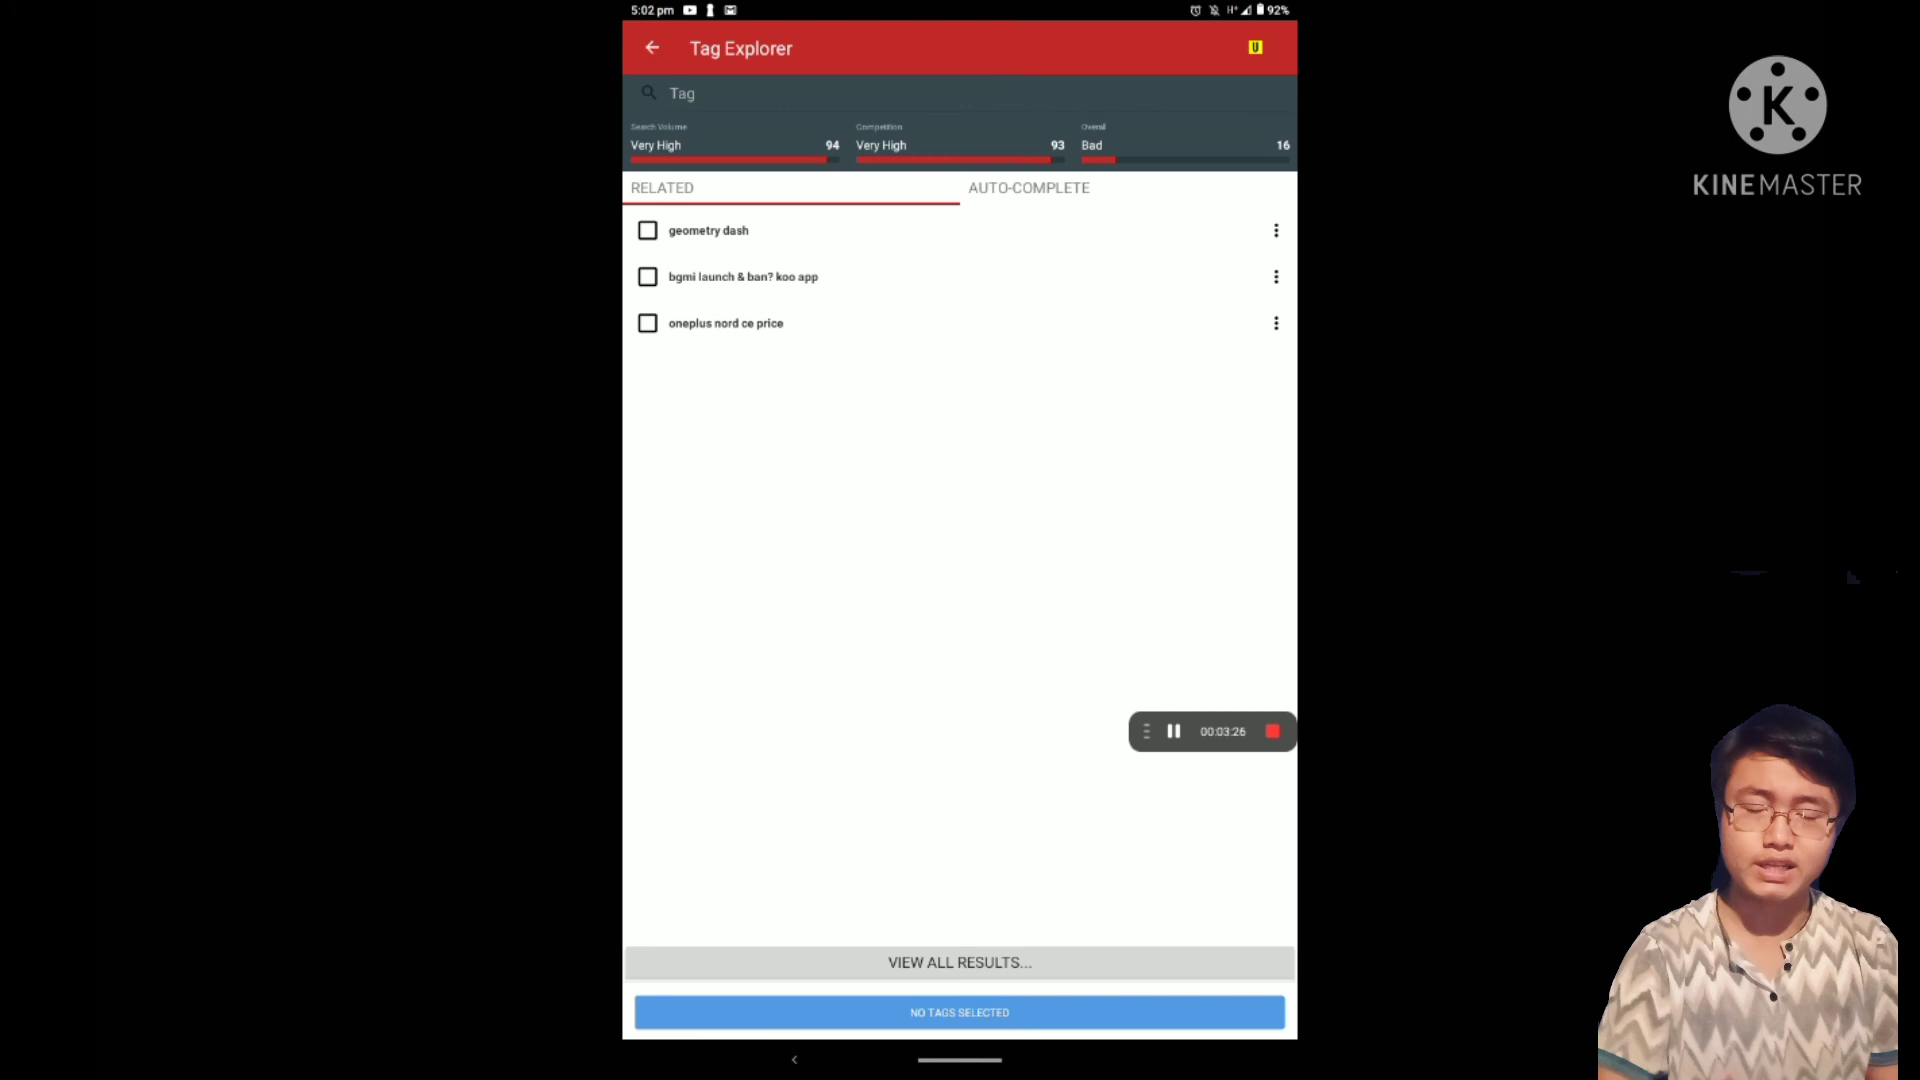 5:02 pm
H+ 92%
Tag Explorer
U
Tag
Search Volume
Very High 94
Competition
Very High 93
Overall
Bad 16
RELATED
AUTO-COMPLETE
geometry dash
bgmi launch & ban? koo app
oneplus nord ce price
00:03:26
VIEW ALL RESULTS...
NO TAGS SELECTED
K
KINEMASTER